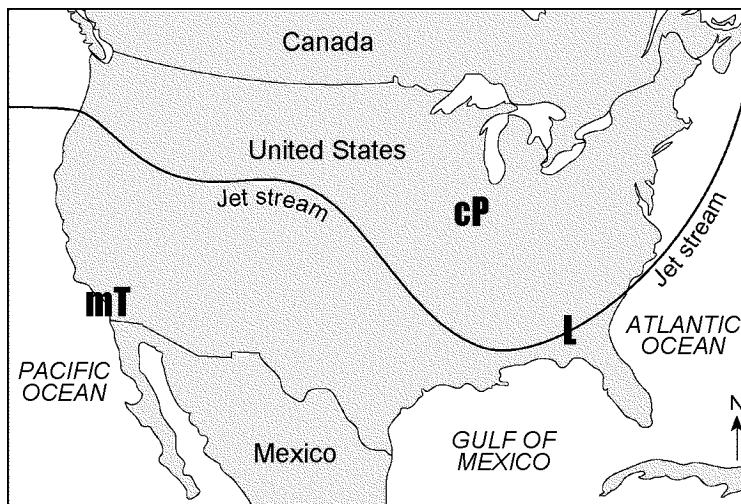 Canada
United States
Jet stream
cP
Jet stream
mT
L
ATLANTIC
OCEAN
PACIFIC
OCEAN
N
GULF OF
MEXICO
Mexico